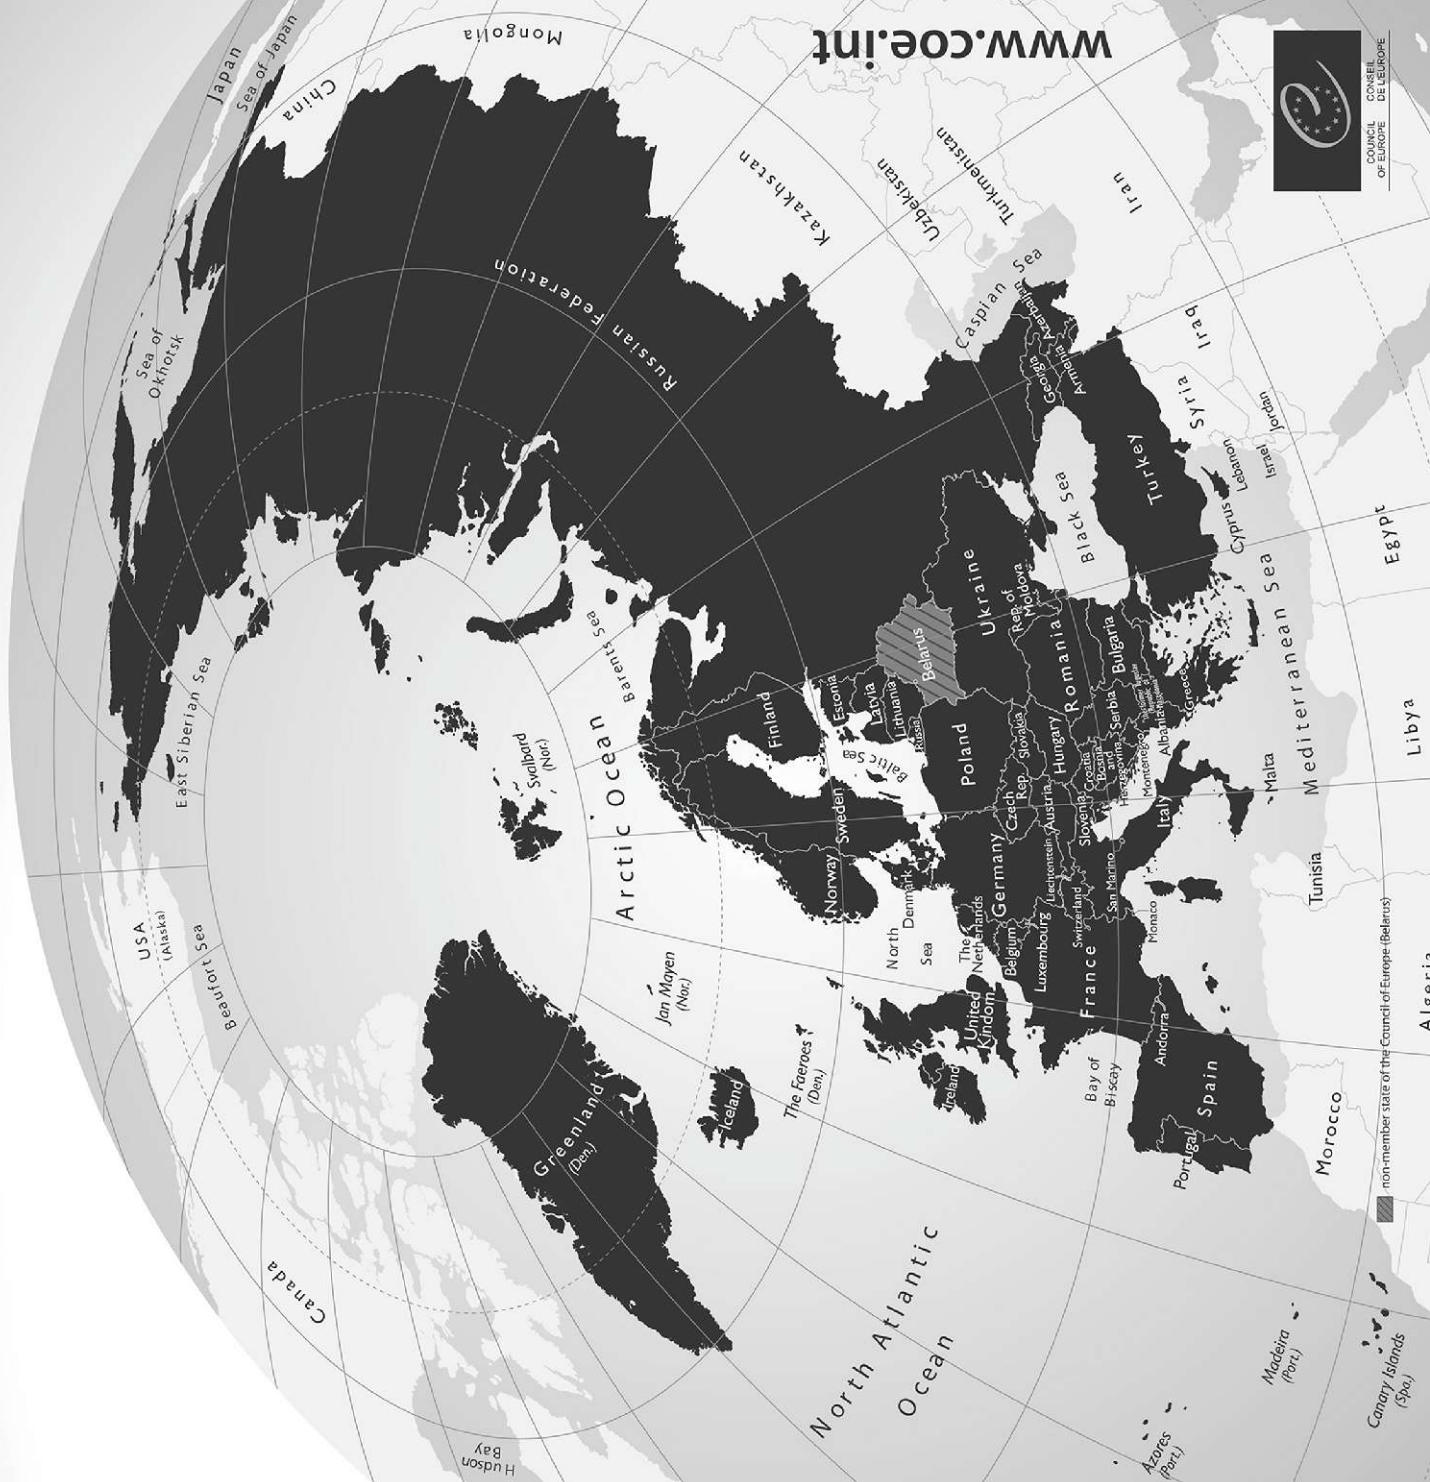 www.coe.int
COUNCIL
OF EUROPE
CONSEIL
DE L'EUROPE
Japan
Sea of Japan
China
Mongolia
Kazakhstan
Uzbekistan
Turkmenistan
Iran
Iraq
Syria
Jordan
Lebanon
Israel
Cyprus
Egypt
Libya
Tunisia
Algeria
Morocco
Caspian Sea
Azerbaijan
Georgia
Armenia
Turkey
Black Sea
Mediterranean Sea
Russian Federation
Sea of
Okhotsk
East Siberian Sea
USA
(Alaska)
Beaufort Sea
Canada
Hudson
Bay
Arctic Ocean
Barents Sea
Svalbard
(Nor.)
Jan Mayen
(Nor.)
Greenland
(Den.)
Iceland
The Faeroes
(Den.)
North Atlantic
Ocean
Azores
(Port.)
Madeira
(Port.)
Canary Islands
(Spa.)
Norway
Sweden
Finland
Baltic Sea
Estonia
Latvia
Lithuania
Russia
Belarus
Ukraine
Rep. of
Moldova
Poland
Germany
Denmark
North
Sea
The
Netherlands
Belgium
Luxembourg
United
Kindom
Ireland
France
Bay of
Biscay
Andorra
Spain
Portugal
Monaco
Switzerland
Liechtenstein
Austria
Czech
Rep.
Slovakia
Hungary
Romania
Bulgaria
Serbia
Slovenia
Croatia
Bosnia
and
Herzegovina
Montenegro
Albania
Greece
Italy
San Marino
Malta
non-member state of the Council of Europe (Belarus)